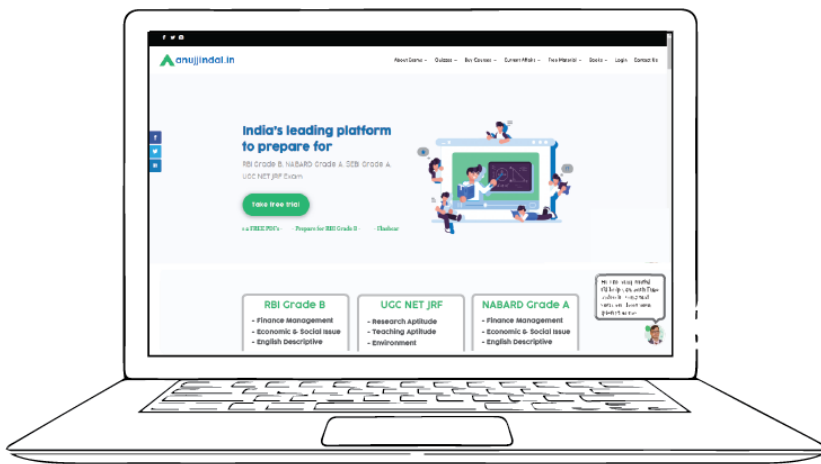 anujjindal.in
About Exams Quizzes Buy Courses Current Affairs Free Material Books Login Contact Us
India's leading platform
to prepare for
RBI Grade B, NABARD Grade A, SEBI Grade A,
UGC NET JRF Exam
take free trial
FREE PDFs Prepare for RBI Grade B
RBI Grade B
- Finance Management
- Economic & Social Issue
- English Descriptive
UGC NET JRF
- Research Aptitude
- Teaching Aptitude
- Environment
NABARD Grade A
- Finance Management
- Economic & Social Issue
- English Descriptive